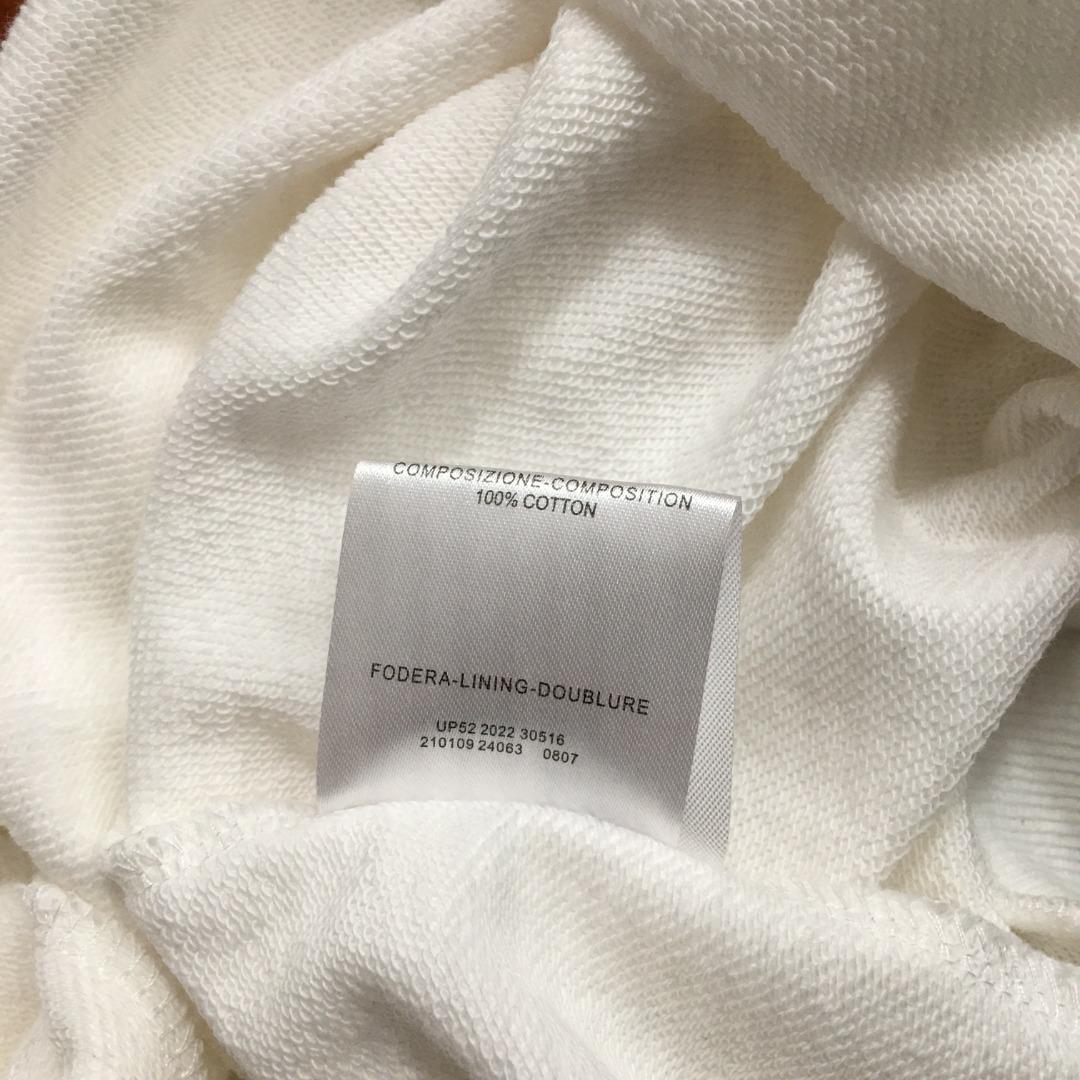 COMPOSIZIONE-COMPOSITION
100% COTTON
FODERA-LINING-DOUBLURE
UP52 2022 30516
210109 24063 0807